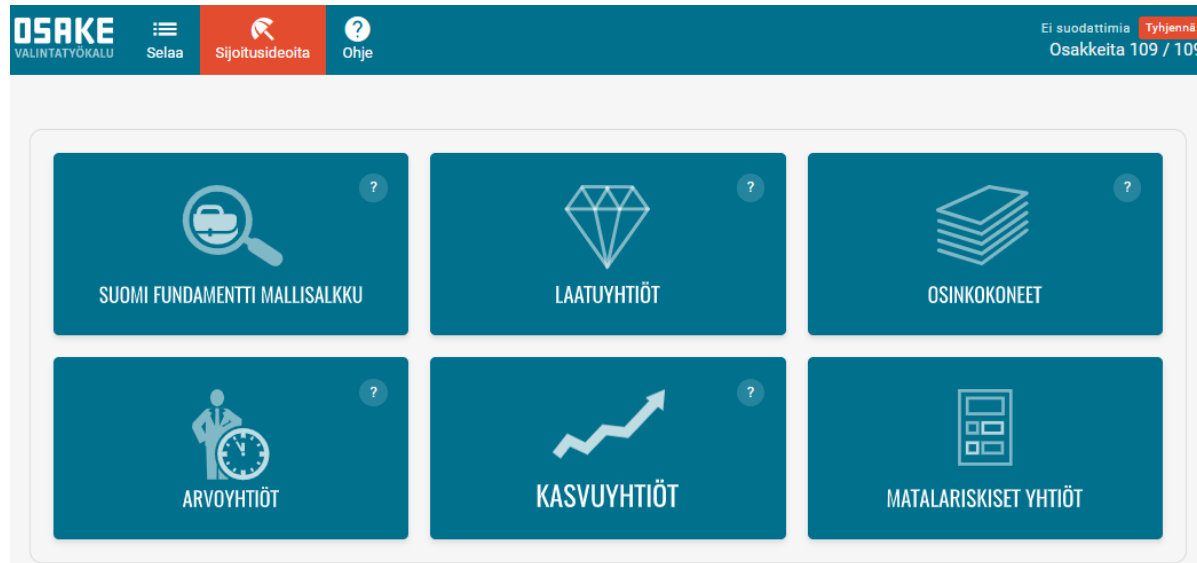 OSAKE
VALINTATYÖKALU
Selaa
Sijoitusideoita
?
Ohje
Ei suodattimia Tyhjennä
Osakkeita 109 / 109
?
SUOMI FUNDAMENTTI MALLISALKKU
?
LAATUYHTIÖT
?
OSINKOKONEET
?
ARVOYHTIÖT
?
KASVUYHTIÖT
MATALARISKISET YHTIÖT